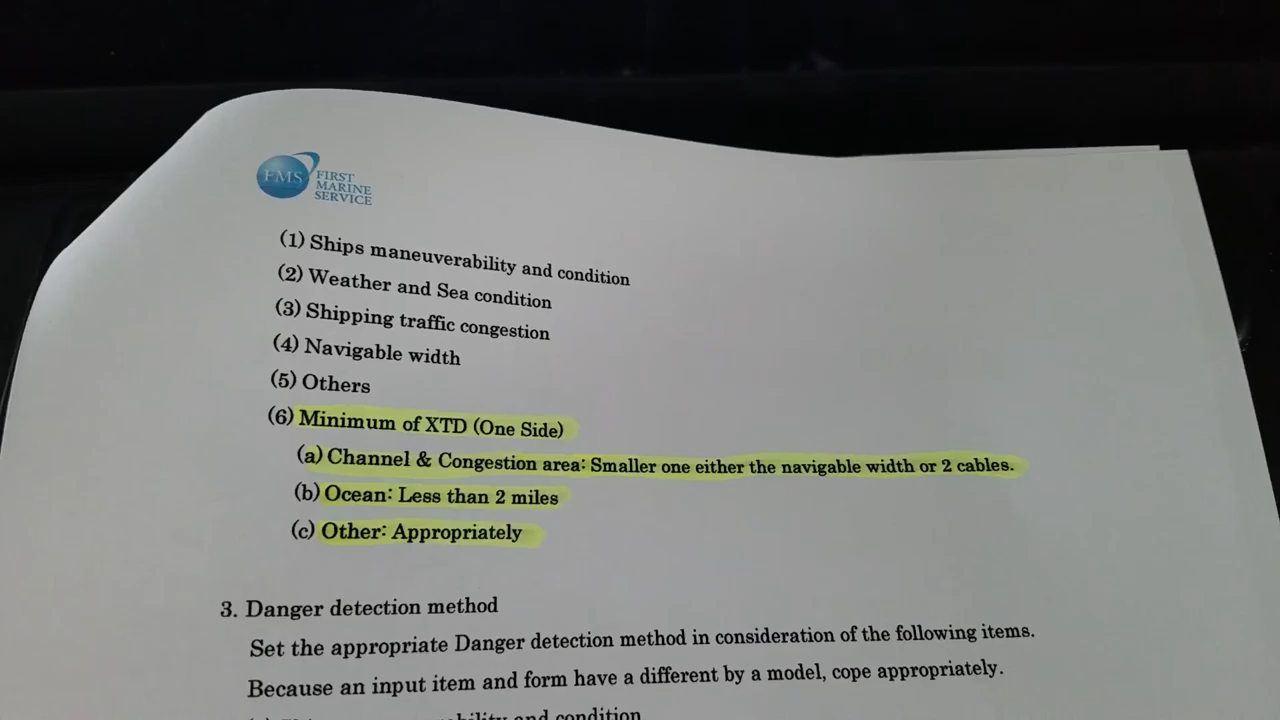 FMS
FIRST
MARINE
SERVICE
(1) Ships maneuverability and condition
(2) Weather and Sea condition
(3) Shipping traffic congestion
(4) Navigable width
(5) Others
(6) Minimum of XTD (One Side)
(a) Channel & Congestion area: Smaller one either the navigable width or 2 cables.
(b) Ocean: Less than 2 miles
(c) Other: Appropriately
3. Danger detection method
Set the appropriate Danger detection method in consideration of the following items.
Because an input item and form have a different by a model, cope appropriately.
and condition